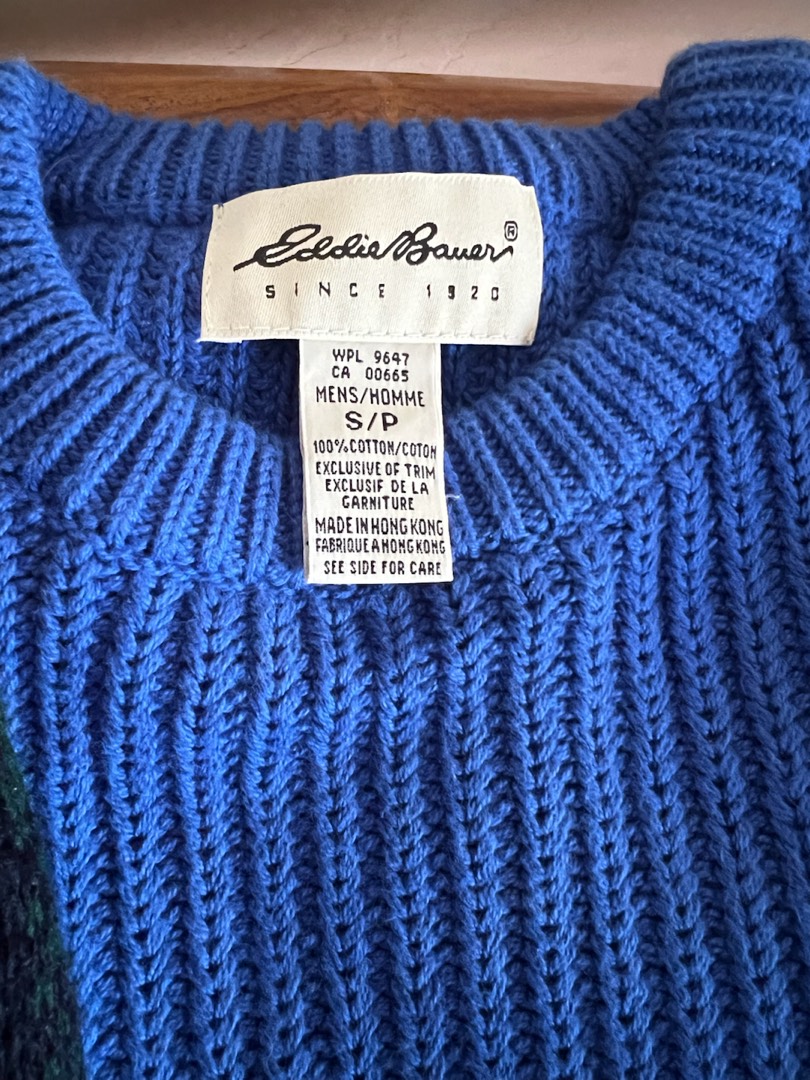 Eddie Bauer®
SINCE 1920
WPL 9647
CA 00665
MENS/HOMME
S/P
100% COTTON/COTON
EXCLUSIVE OF TRIM
EXCLUSIF DE LA
GARNITURE
MADE IN HONG KONG
FABRIQUE A HONG KONG
SEE SIDE FOR CARE